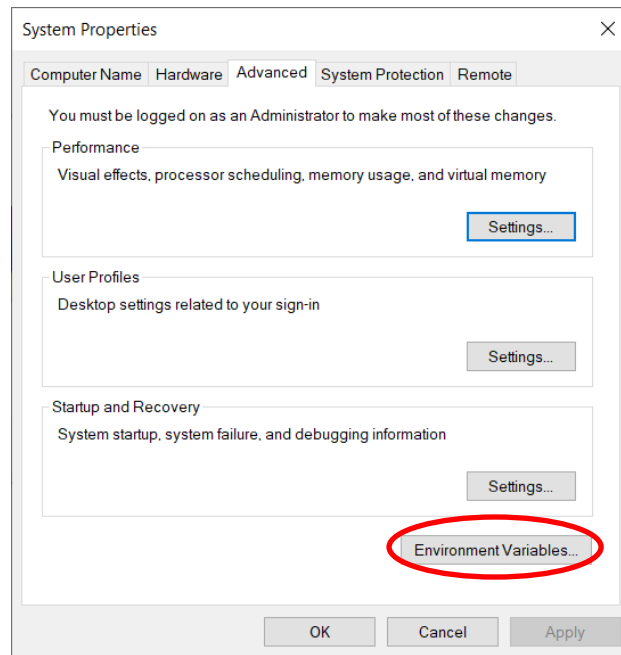 System Properties
Computer Name Hardware Advanced System Protection Remote
You must be logged on as an Administrator to make most of these changes.
Performance
Visual effects, processor scheduling, memory usage, and virtual memory
Settings...
User Profiles
Desktop settings related to your sign-in
Settings...
Startup and Recovery
System startup, system failure, and debugging information
Settings...
Environment Variables...
OK Cancel Apply